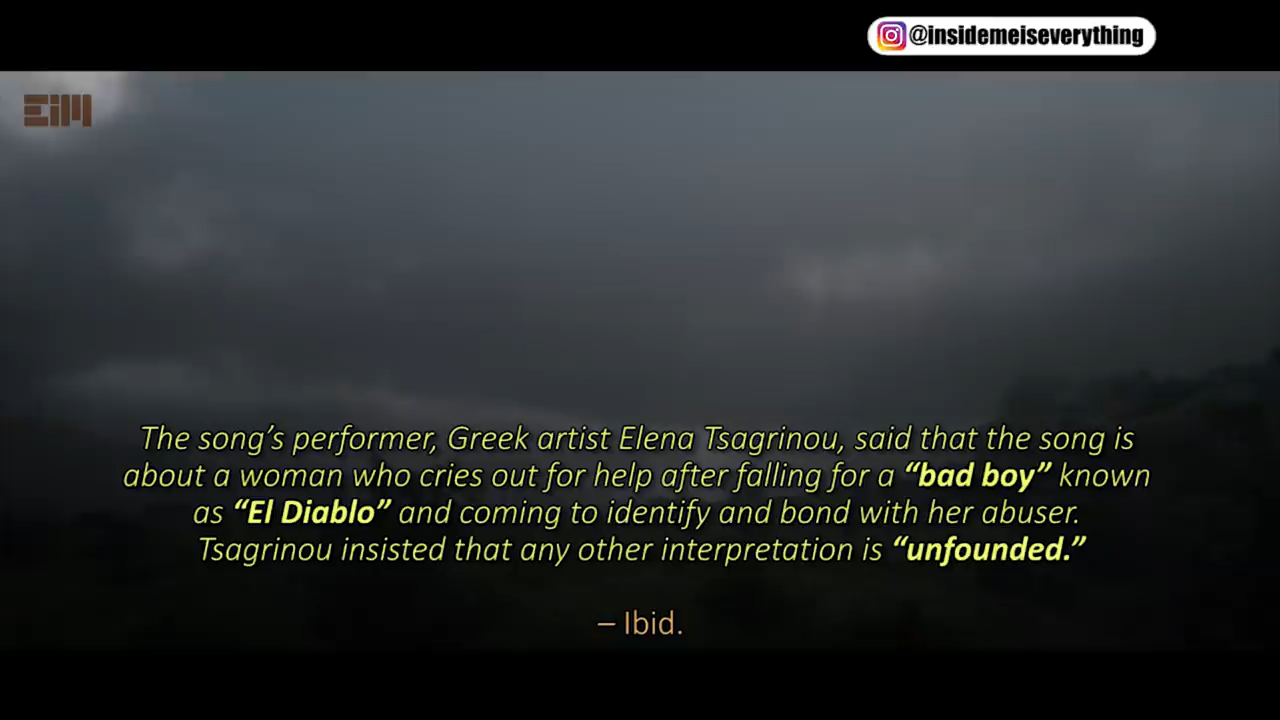 @insidemeiseverything
EiM
The song’s performer, Greek artist Elena Tsagrinou, said that the song is
about a woman who cries out for help after falling for a “bad boy” known
as “El Diablo” and coming to identify and bond with her abuser.
Tsagrinou insisted that any other interpretation is “unfounded.”
– Ibid.